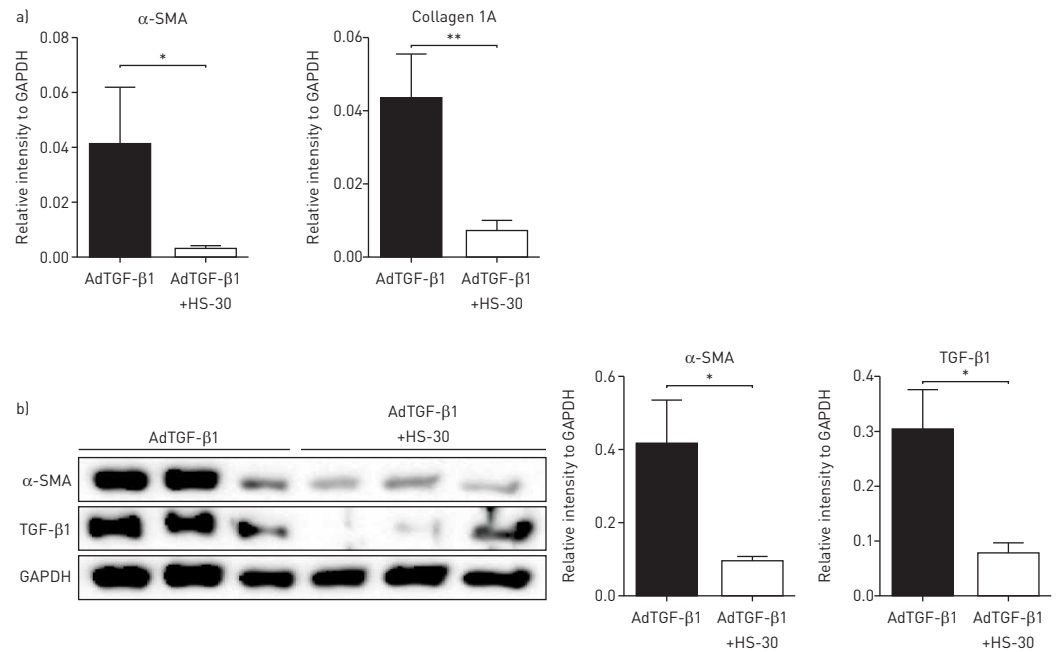 a)
α-SMA
Relative intensity to GAPDH
0.08
0.06
0.04
0.02
0.00
*
AdTGF-β1
AdTGF-β1
+HS-30
Collagen 1A
Relative intensity to GAPDH
0.06
0.04
0.02
0.00
**
AdTGF-β1
AdTGF-β1
+HS-30
b)
AdTGF-β1
AdTGF-β1
+HS-30
α-SMA
TGF-β1
GAPDH
α-SMA
Relative intensity to GAPDH
0.6
0.4
0.2
0.0
*
AdTGF-β1
AdTGF-β1
+HS-30
TGF-β1
Relative intensity to GAPDH
0.4
0.3
0.2
0.1
0.0
*
AdTGF-β1
AdTGF-β1
+HS-30